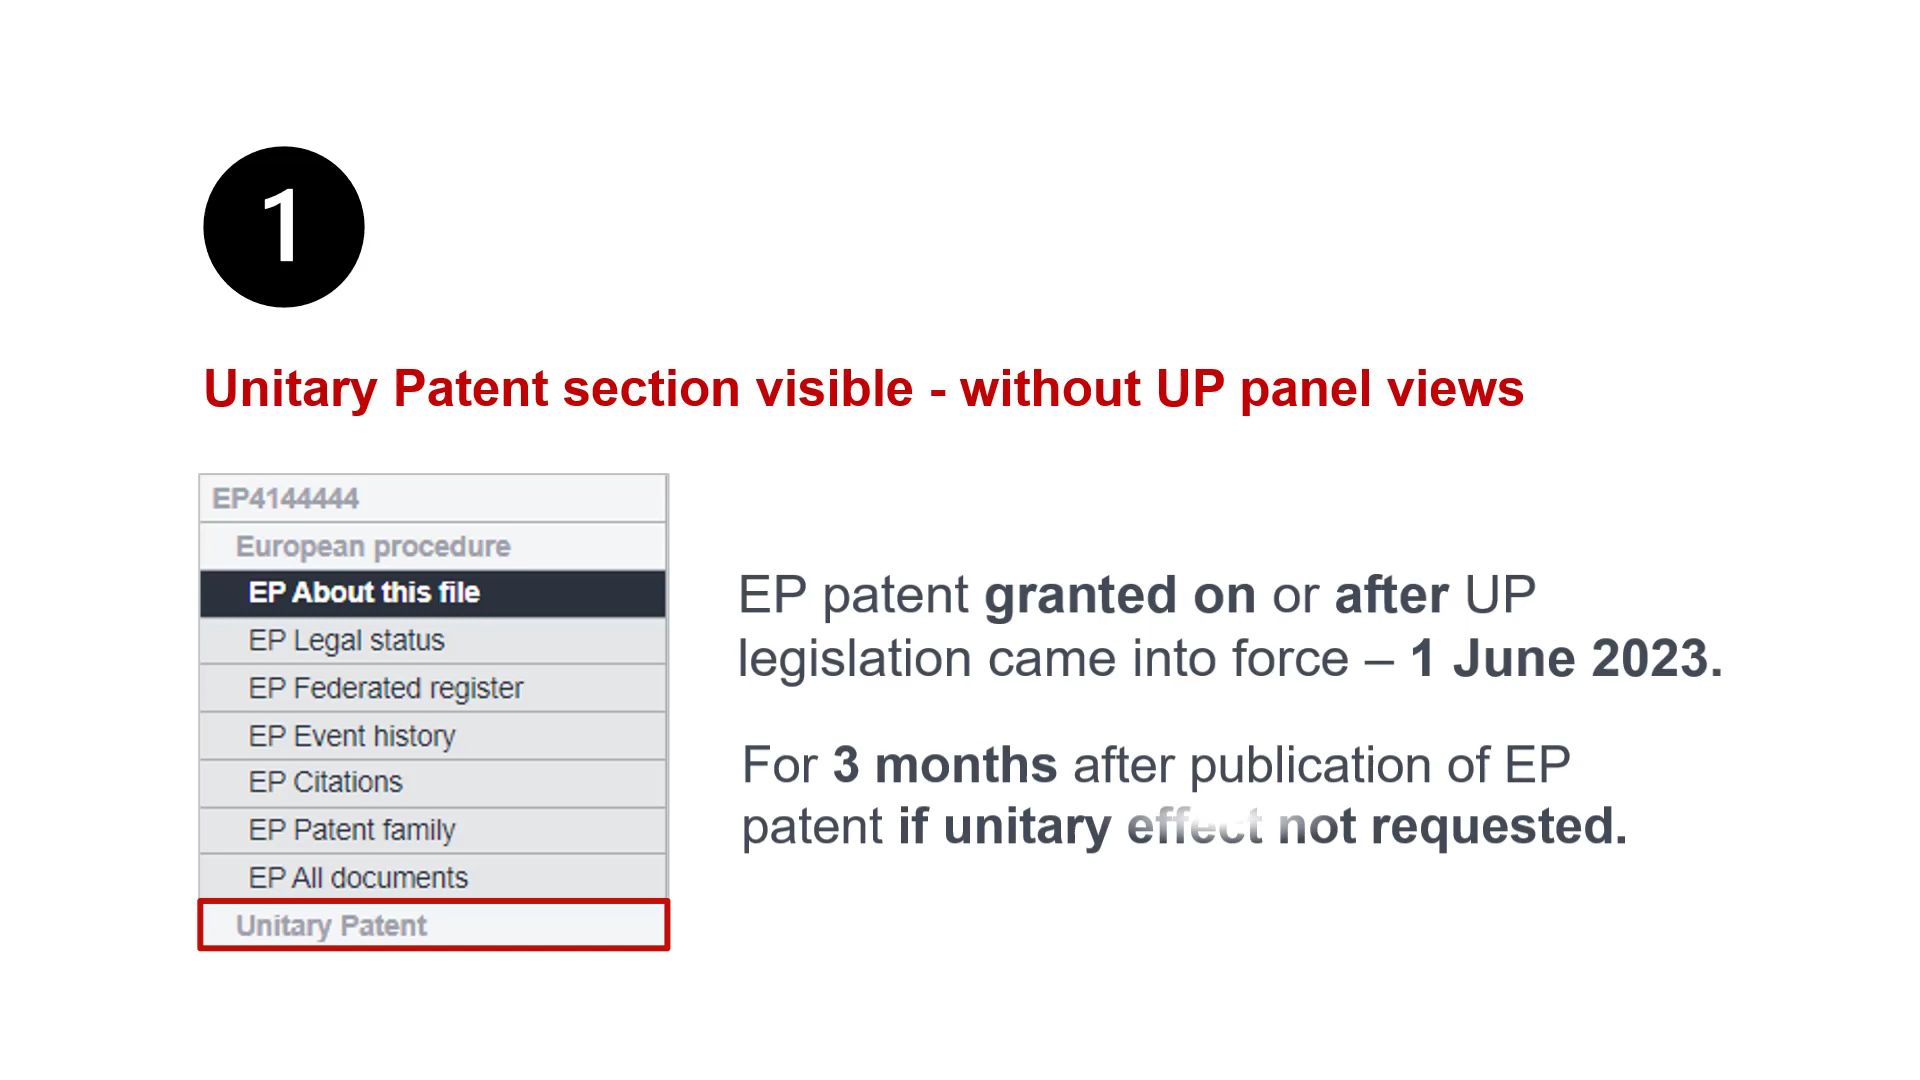 1
Unitary Patent section visible - without UP panel views
EP4144444
European procedure
EP About this file
EP Legal status
EP Federated register
EP Event history
EP Citations
EP Patent family
EP All documents
Unitary Patent
EP patent granted on or after UP
legislation came into force – 1 June 2023.
For 3 months after publication of EP
patent if unitary effect not requested.